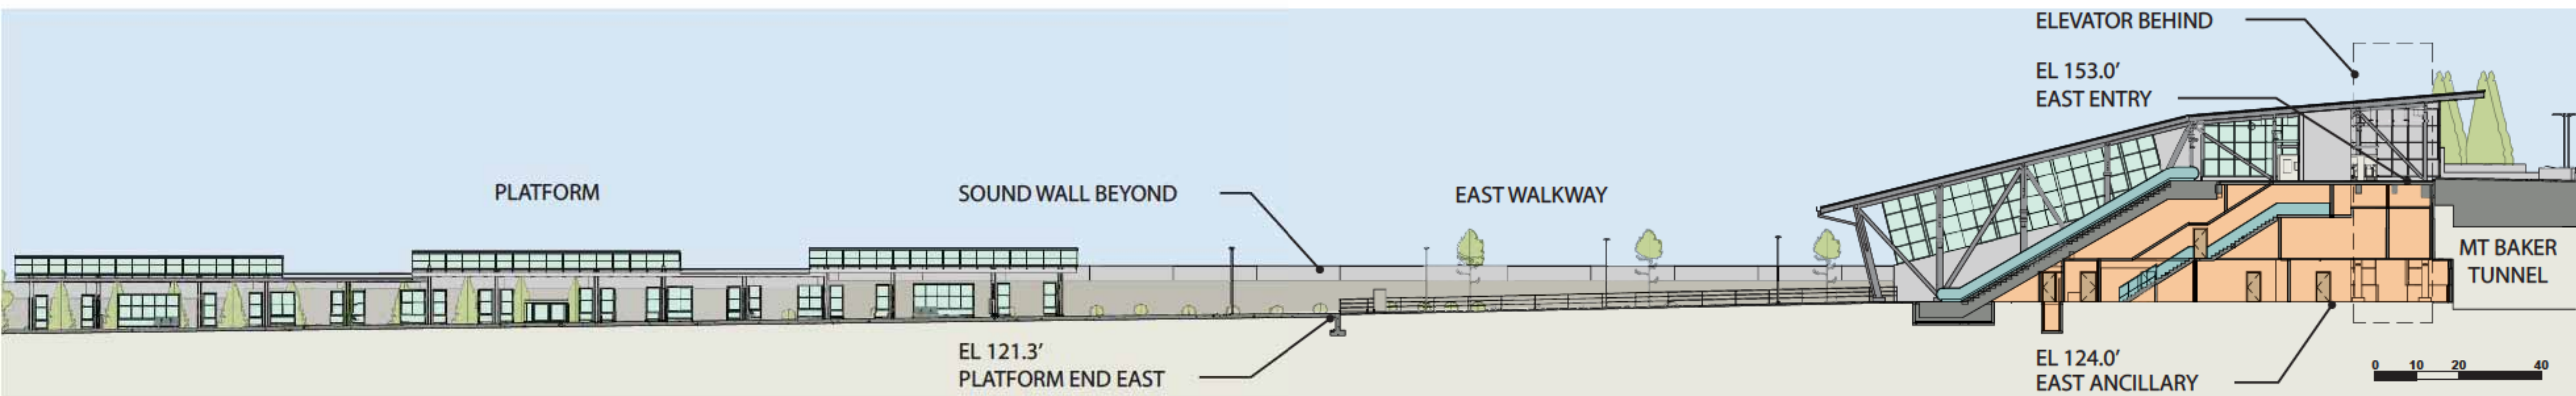 ELEVATOR BEHIND
EL 153.0'
EAST ENTRY
PLATFORM
SOUND WALL BEYOND
EAST WALKWAY
MT BAKER
TUNNEL
EL 121.3'
PLATFORM END EAST
EL 124.0'
EAST ANCILLARY
0 10 20 40